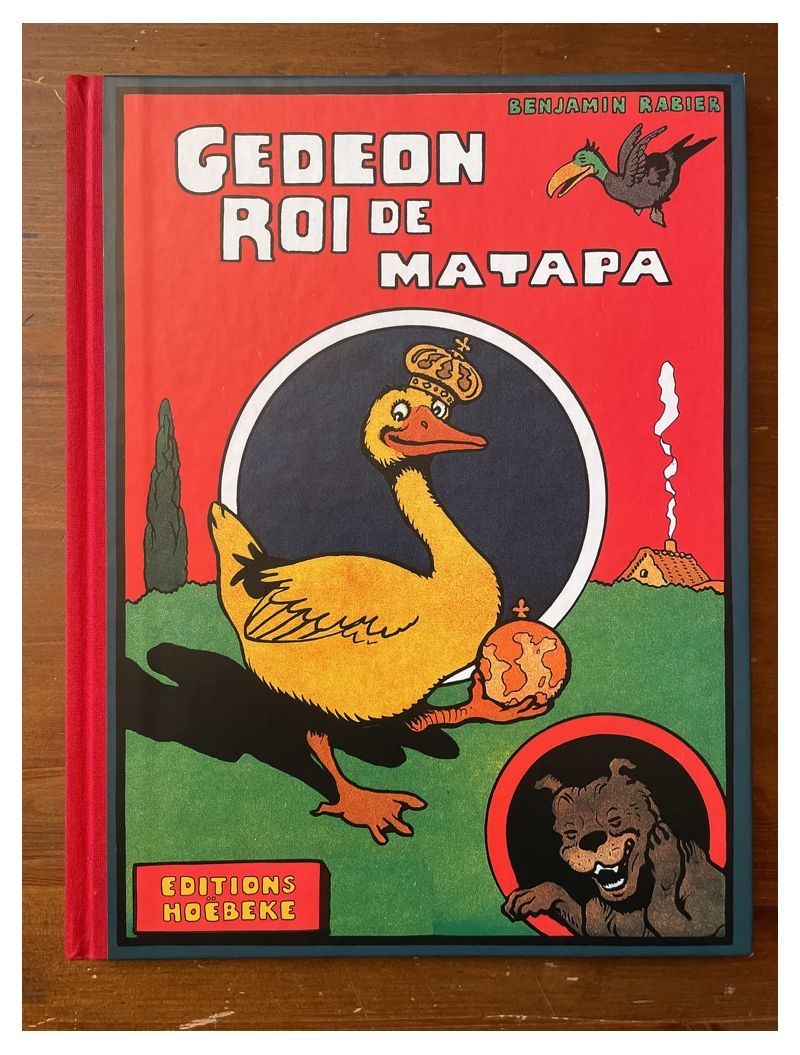 BENJAMIN RABIER
GEDEON
ROI DE
MATAPA
EDITIONS
HOËBEKE